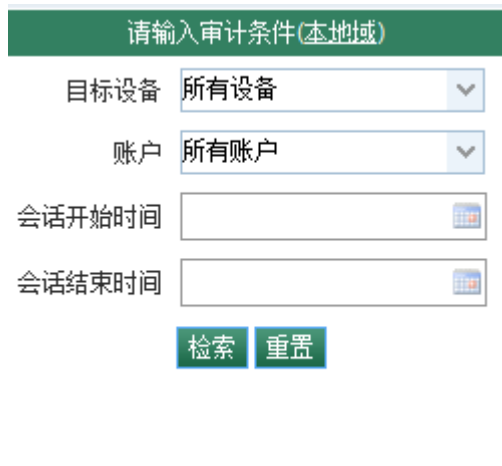 请输入审计条件(本地域)
目标设备 所有设备
账户 所有账户
会话开始时间
会话结束时间
检索 重置